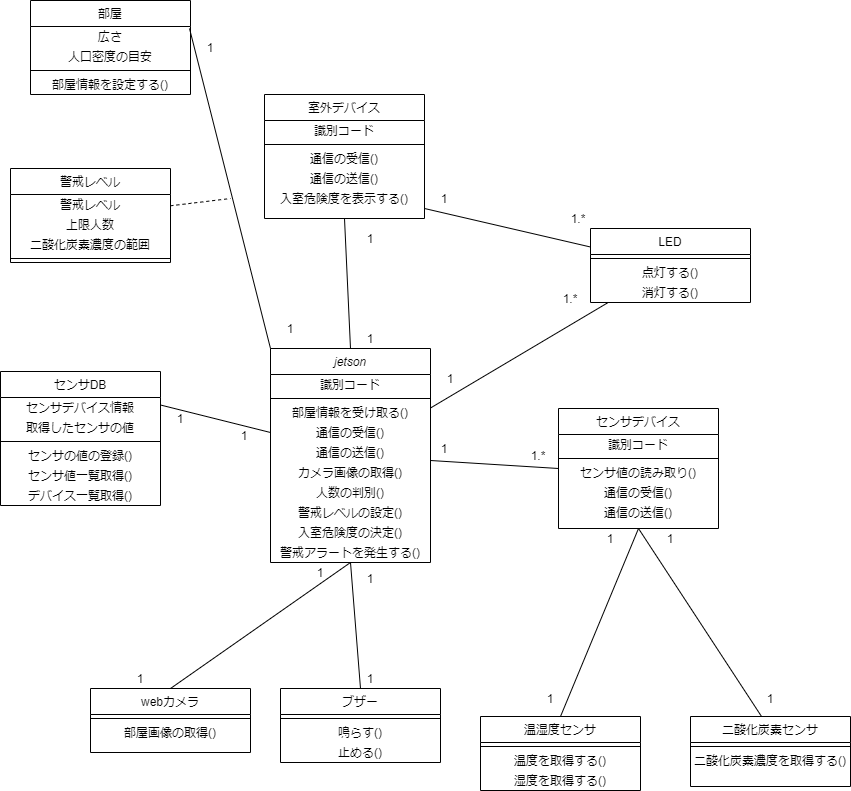 部屋
広さ
人口密度の目安
部屋情報を設定する()
1
室外デバイス
識別コード
通信の受信()
通信の送信()
入室危険度を表示する()
警戒レベル
警戒レベル
上限人数
二酸化炭素濃度の範囲
1
1.*
1
LED
点灯する()
消灯する()
1.*
1
1
jetson
識別コード
部屋情報を受け取る()
通信の受信()
通信の送信()
カメラ画像の取得()
人数の判別()
警戒レベルの設定()
入室危険度の決定()
警戒アラートを発生する()
1
センサDB
センサデバイス情報
取得したセンサの値
センサの値の登録()
センサ値一覧取得()
デバイス一覧取得()
1
1
1
1.*
センサデバイス
識別コード
センサ値の読み取り()
通信の受信()
通信の送信()
1
1
1
1
1
1
webカメラ
部屋画像の取得()
ブザー
鳴らす()
止める()
1
1
温湿度センサ
温度を取得する()
湿度を取得する()
二酸化炭素センサ
二酸化炭素濃度を取得する()